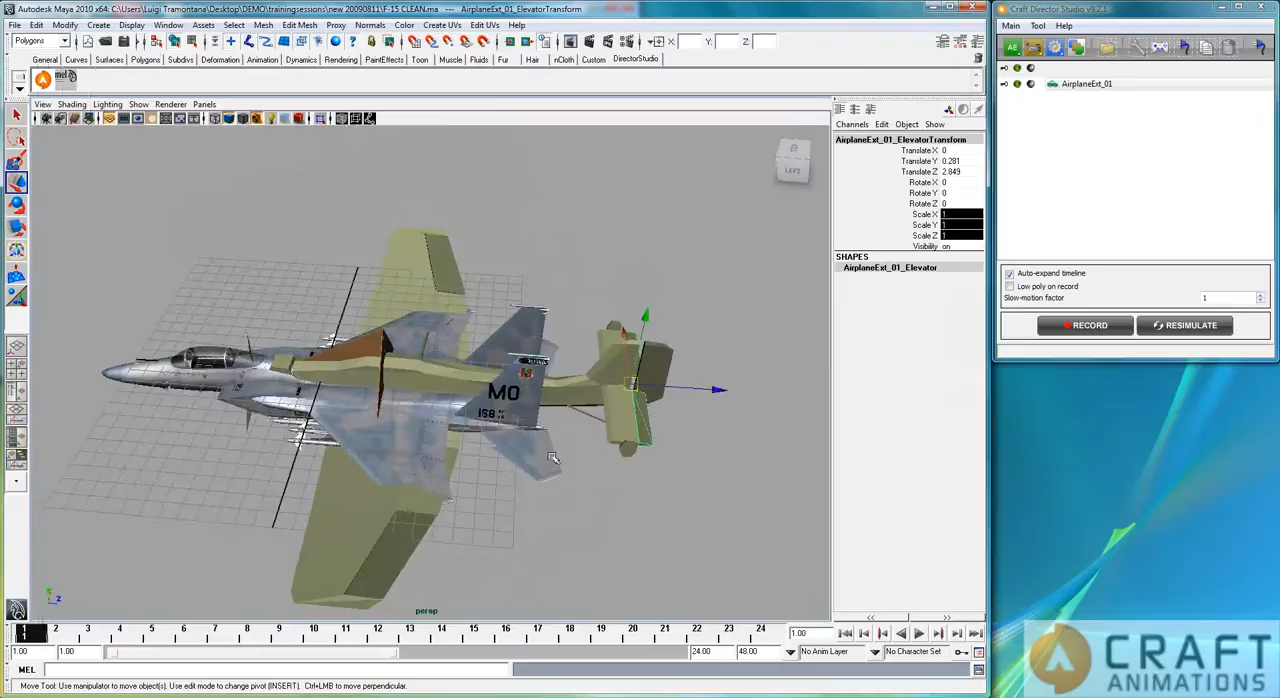 Autodesk Maya 2010 x64: C:\Users\Luigi Tramontana\Desktop\DEMO\trainingsessions\new 20090811\F-15 CLEAN.ma --- AirplaneExt_01_ElevatorTransform
File Edit Modify Create Display Window Assets Select Mesh Edit Mesh Proxy Normals Color Create UVs Edit UVs Help
Polygons X: Y: Z:
General Curves Surfaces Polygons Subdivs Deformation Animation Dynamics Rendering PaintEffects Toon Muscle Fluids Fur Hair nCloth Custom DirectorStudio
mel
View Shading Lighting Show Renderer Panels
LEFT
MO
168
persp
Channels Edit Object Show
AirplaneExt_01_ElevatorTransform
Translate X 0
Translate Y 0.281
Translate Z 2.849
Rotate X 0
Rotate Y 0
Rotate Z 0
Scale X 1
Scale Y 1
Scale Z 1
Visibility on
SHAPES
AirplaneExt_01_Elevator
Craft Director Studio v9.2.1
Main Tool Help
AE
AirplaneExt_01
Auto-expand timeline
Low poly on record
Slow-motion factor 1
RECORD RESIMULATE
1 2 3 4 5 6 7 8 9 10 11 12 13 14 15 16 17 18 19 20 21 22 23 24 1.00
1.00 1.00 1 24.00 48.00 No Anim Layer No Character Set
MEL
Move Tool: Use manipulator to move object(s). Use edit mode to change pivot (INSERT). Ctrl+LMB to move perpendicular.
CRAFT
ANIMATIONS